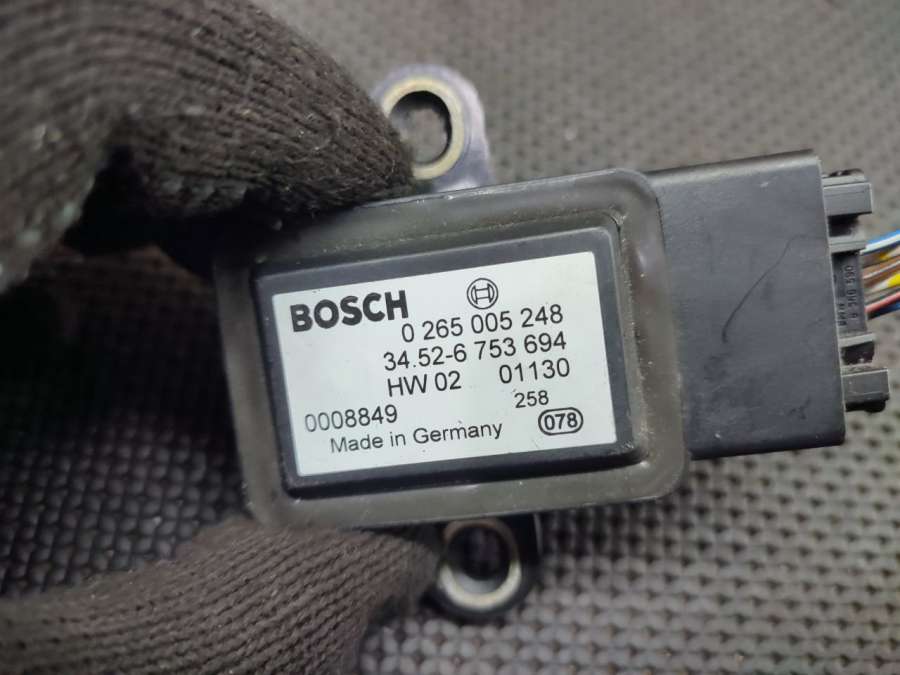 BOSCH
0 265 005 248
34.52-6 753 694
HW 02 01130
258
0008849
Made in Germany
078